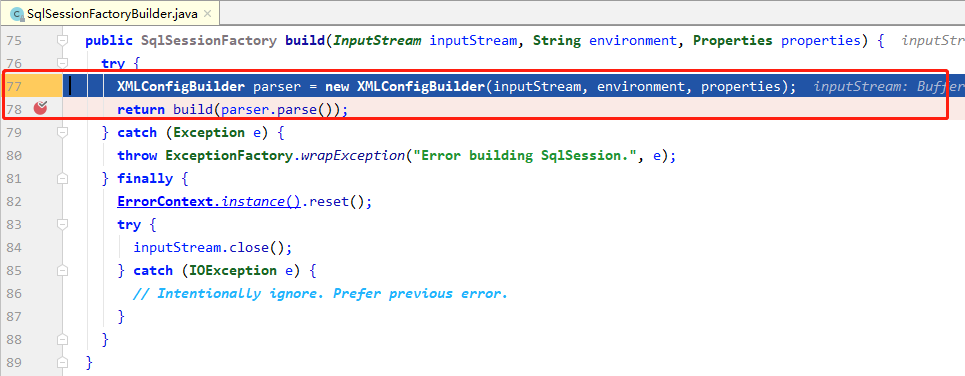 SqlSessionFactoryBuilder.java
75 public SqlSessionFactory build(InputStream inputStream, String environment, Properties properties) { inputStr
76 try {
77 XMLConfigBuilder parser = new XMLConfigBuilder(inputStream, environment, properties); inputStream: Buffer
78 return build(parser.parse());
79 } catch (Exception e) {
80 throw ExceptionFactory.wrapException("Error building SqlSession.", e);
81 } finally {
82 ErrorContext.instance().reset();
83 try {
84 inputStream.close();
85 } catch (IOException e) {
86 // Intentionally ignore. Prefer previous error.
87 }
88 }
89 }